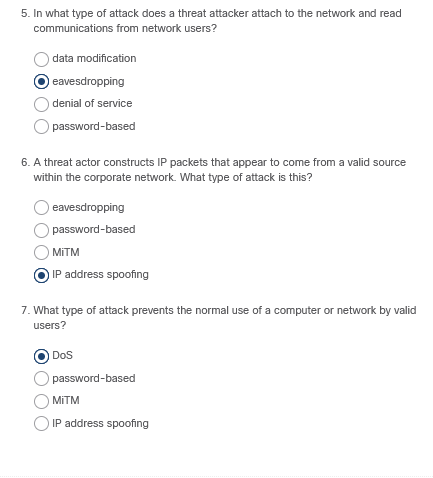 5. In what type of attack does a threat attacker attach to the network and read
communications from network users?
data modification
eavesdropping
denial of service
password-based
6. A threat actor constructs IP packets that appear to come from a valid source
within the corporate network. What type of attack is this?
eavesdropping
password-based
MiTM
IP address spoofing
7. What type of attack prevents the normal use of a computer or network by valid
users?
DoS
password-based
MiTM
IP address spoofing